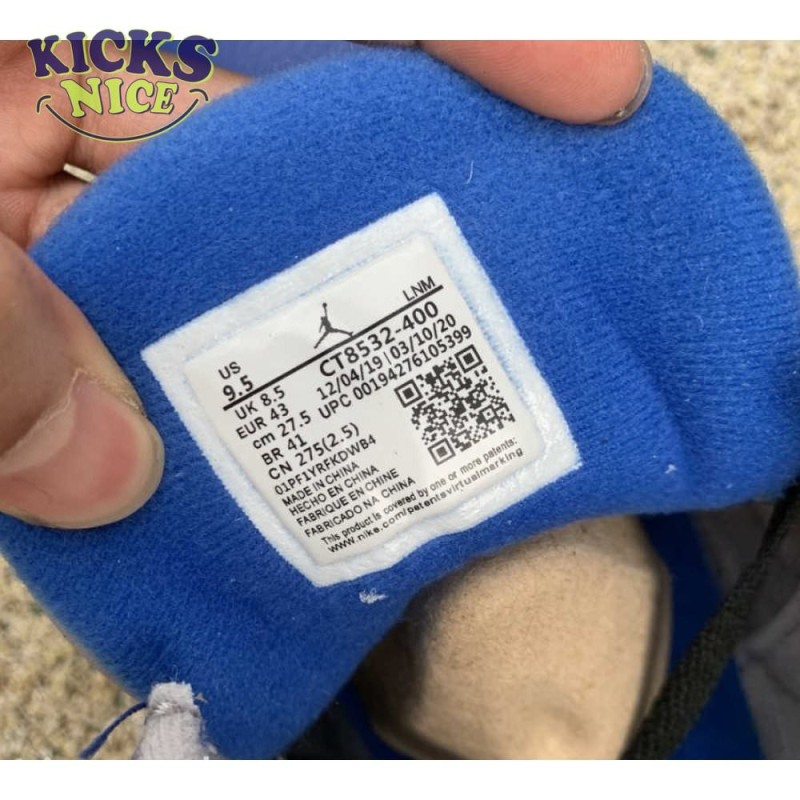 KICKS
NICE
LNM
US
9.5
CT8532-400
UK 8.5
12/04/19|03/10/20
EUR 43
UPC 00194276105399
cm 27.5
BR 41
CN 275(2.5)
01PF1YRFKDWB4
MADE IN CHINA
HECHO EN CHINA
FABRIQUE EN CHINE
FABRICADO NA CHINA
This product is covered by one or more patents.
www.nike.com/patentsvirtualmarking